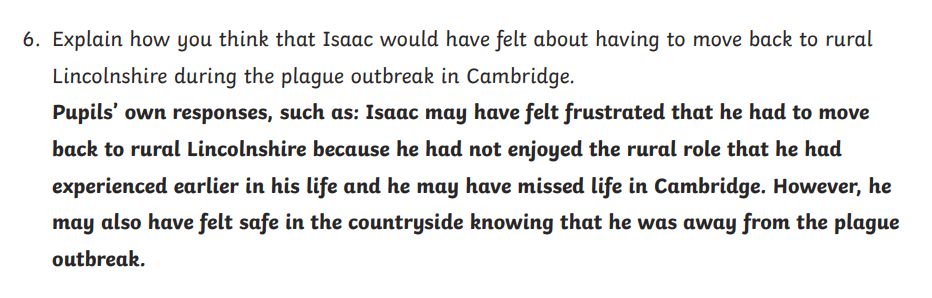 6. Explain how you think that Isaac would have felt about having to move back to rural
Lincolnshire during the plague outbreak in Cambridge.
Pupils’ own responses, such as: Isaac may have felt frustrated that he had to move
back to rural Lincolnshire because he had not enjoyed the rural role that he had
experienced earlier in his life and he may have missed life in Cambridge. However, he
may also have felt safe in the countryside knowing that he was away from the plague
outbreak.